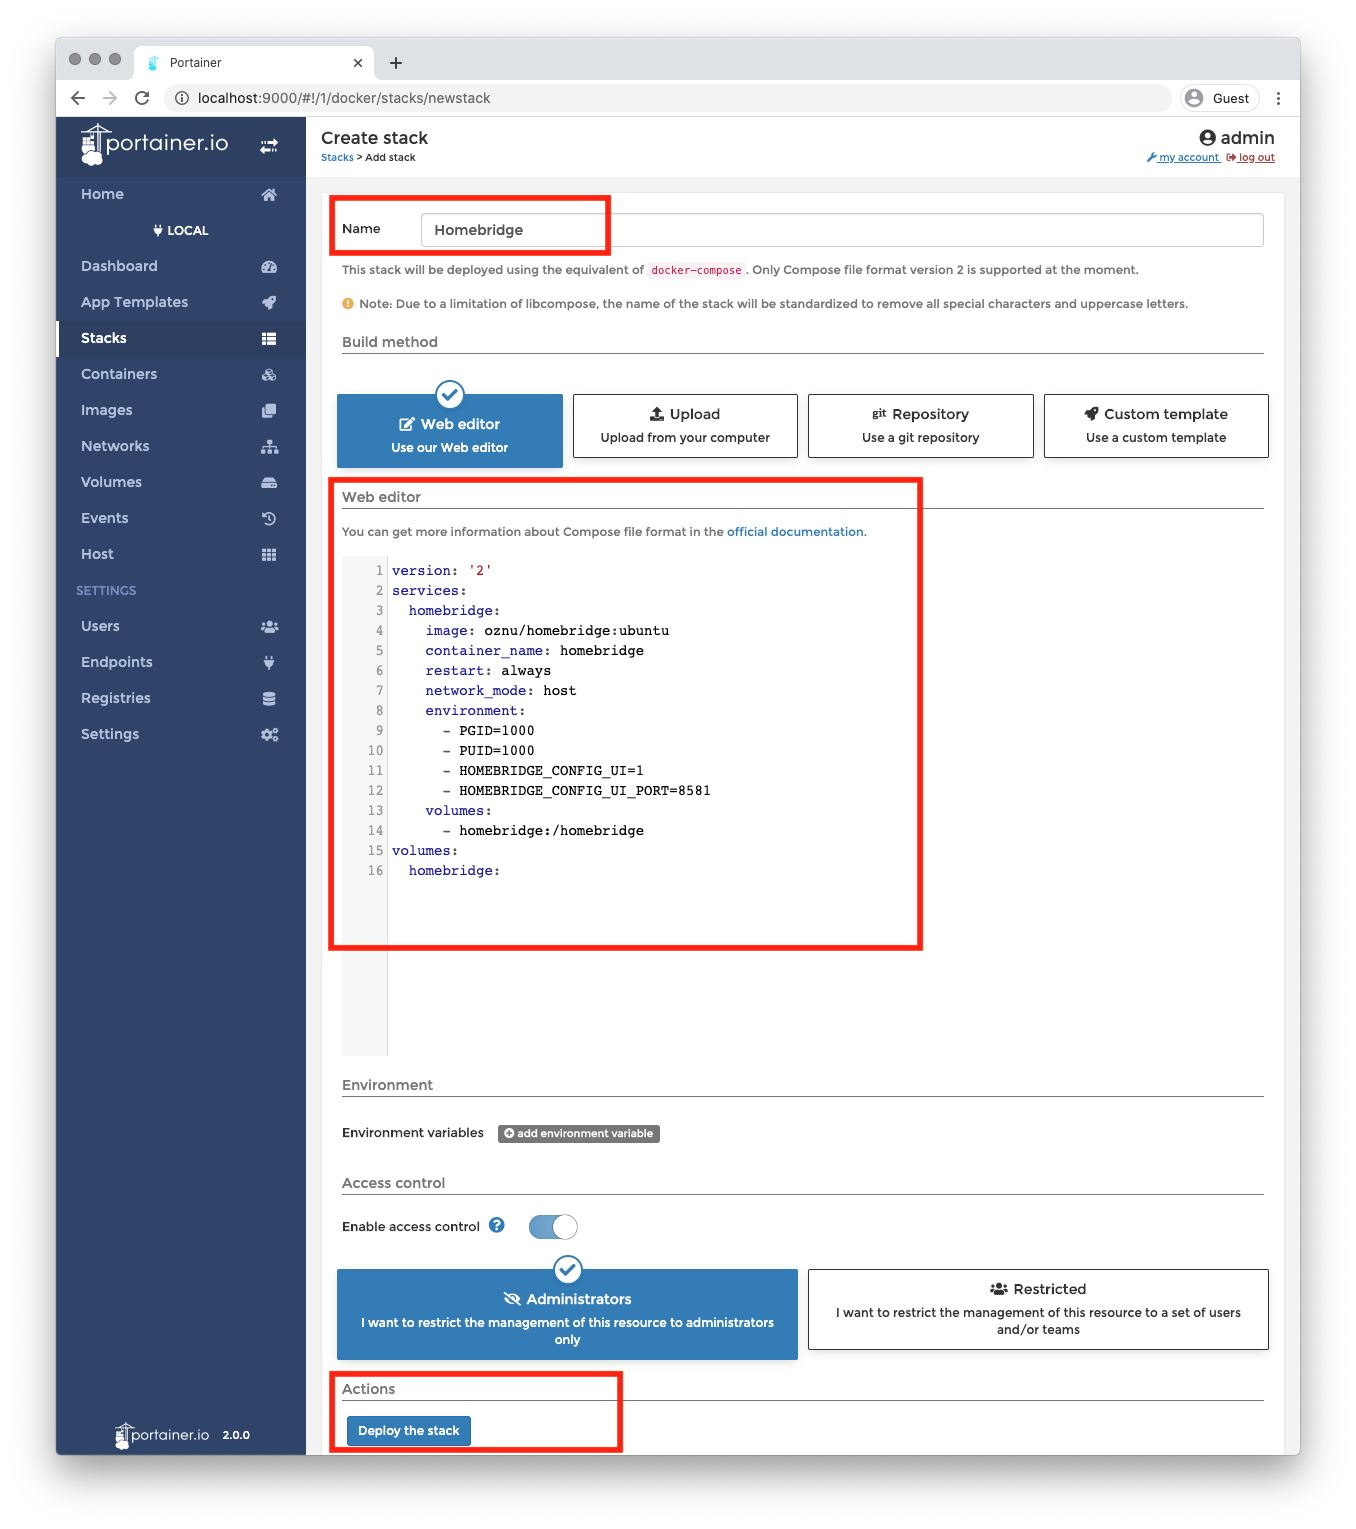 Portainer
localhost:9000/#!/1/docker/stacks/newstack
Guest
portainer.io
Home
LOCAL
Dashboard
App Templates
Stacks
Containers
Images
Networks
Volumes
Events
Host
SETTINGS
Users
Endpoints
Registries
Settings
portainer.io 2.0.0
Create stack
Stacks > Add stack
admin
my account log out
Name Homebridge
This stack will be deployed using the equivalent of docker-compose. Only Compose file format version 2 is supported at the moment.
Note: Due to a limitation of libcompose, the name of the stack will be standardized to remove all special characters and uppercase letters.
Build method
Web editor
Use our Web editor
Upload
Upload from your computer
git Repository
Use a git repository
Custom template
Use a custom template
Web editor
You can get more information about Compose file format in the official documentation.
1 version: '2'
2 services:
3 homebridge:
4 image: oznu/homebridge:ubuntu
5 container_name: homebridge
6 restart: always
7 network_mode: host
8 environment:
9 - PGID=1000
10 - PUID=1000
11 - HOMEBRIDGE_CONFIG_UI=1
12 - HOMEBRIDGE_CONFIG_UI_PORT=8581
13 volumes:
14 - homebridge:/homebridge
15 volumes:
16 homebridge:
Environment
Environment variables add environment variable
Access control
Enable access control ?
Administrators
I want to restrict the management of this resource to administrators
only
Restricted
I want to restrict the management of this resource to a set of users
and/or teams
Actions
Deploy the stack